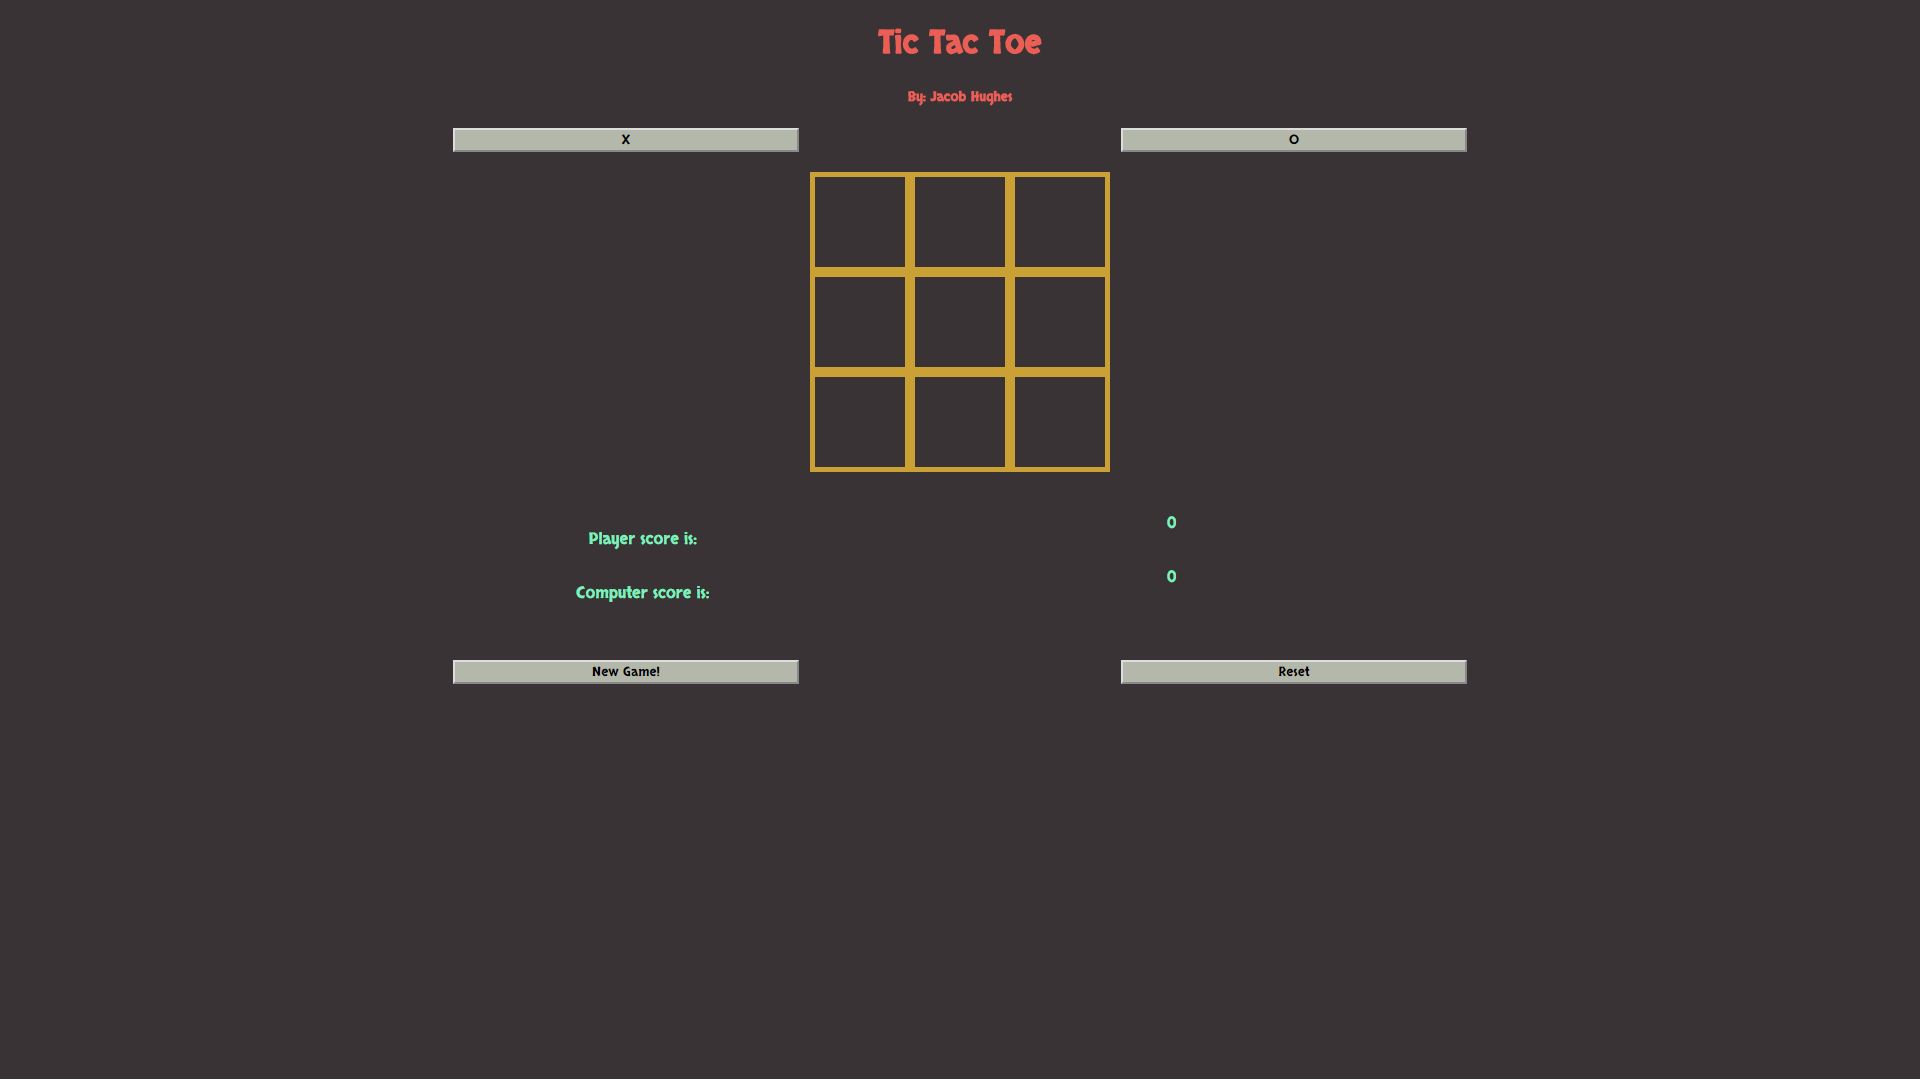 Tic Tac Toe
By: Jacob Hughes
X
O
Player score is:
0
Computer score is:
0
New Game!
Reset